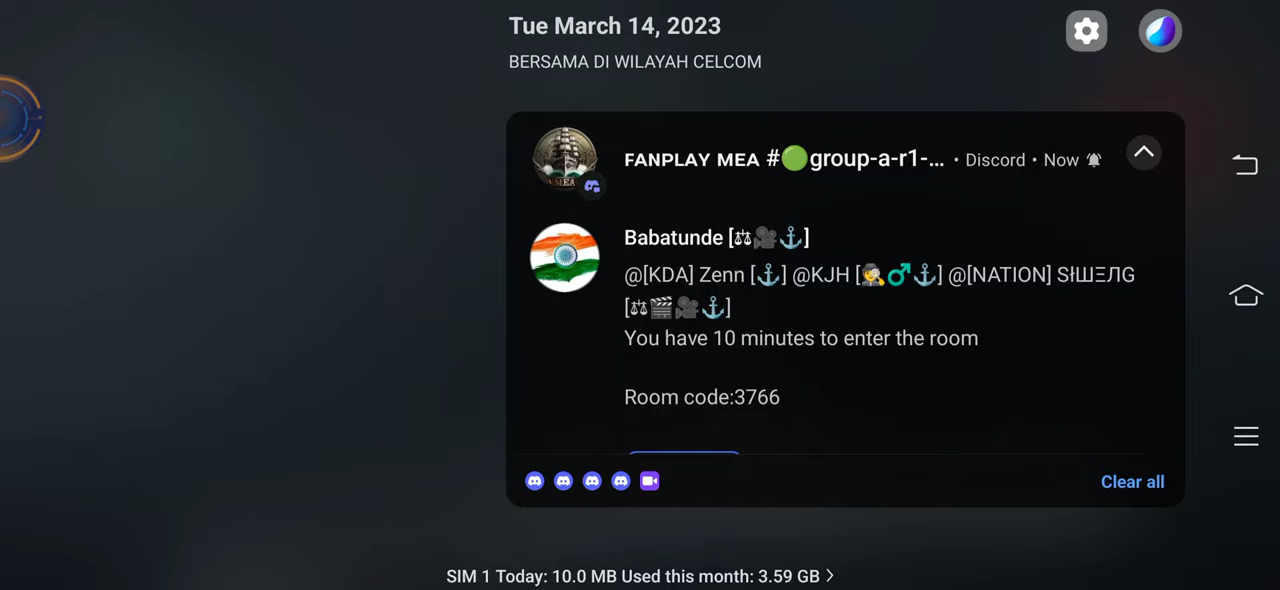 Tue March 14, 2023
BERSAMA DI WILAYAH CELCOM
MEA
ꜰᴀɴᴘʟᴀʏ ᴍᴇᴀ #🟢group-a-r1-... • Discord • Now
Babatunde [⚖🎥⚓]
@[KDA] Zenn [⚓] @KJH [🕵♂⚓] @[NATION] SłШΞЛG
[⚖🎬🎥⚓]
You have 10 minutes to enter the room
Room code:3766
Clear all
SIM 1 Today: 10.0 MB Used this month: 3.59 GB >